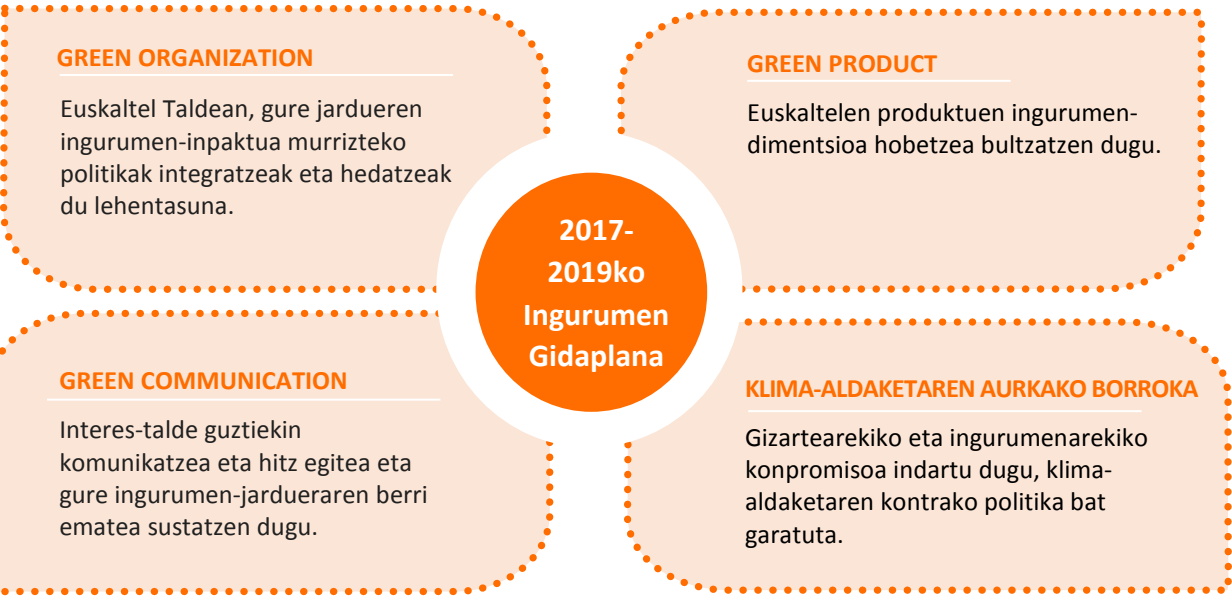 GREEN ORGANIZATION
Euskaltel Taldean, gure jardueren
ingurumen-inpaktua murrizteko
politikak integratzeak eta hedatzeak
du lehentasuna.
GREEN PRODUCT
Euskaltelen produktuen ingurumen-
dimentsioa hobetzea bultzatzen dugu.
2017-
2019ko
Ingurumen
Gidaplana
GREEN COMMUNICATION
Interes-talde guztiekin
komunikatzea eta hitz egitea eta
gure ingurumen-jardueraren berri
ematea sustatzen dugu.
KLIMA-ALDAKETAREN AURKAKO BORROKA
Gizartearekiko eta ingurumenarekiko
konpromisoa indartu dugu, klima-
aldaketaren kontrako politika bat
garatuta.